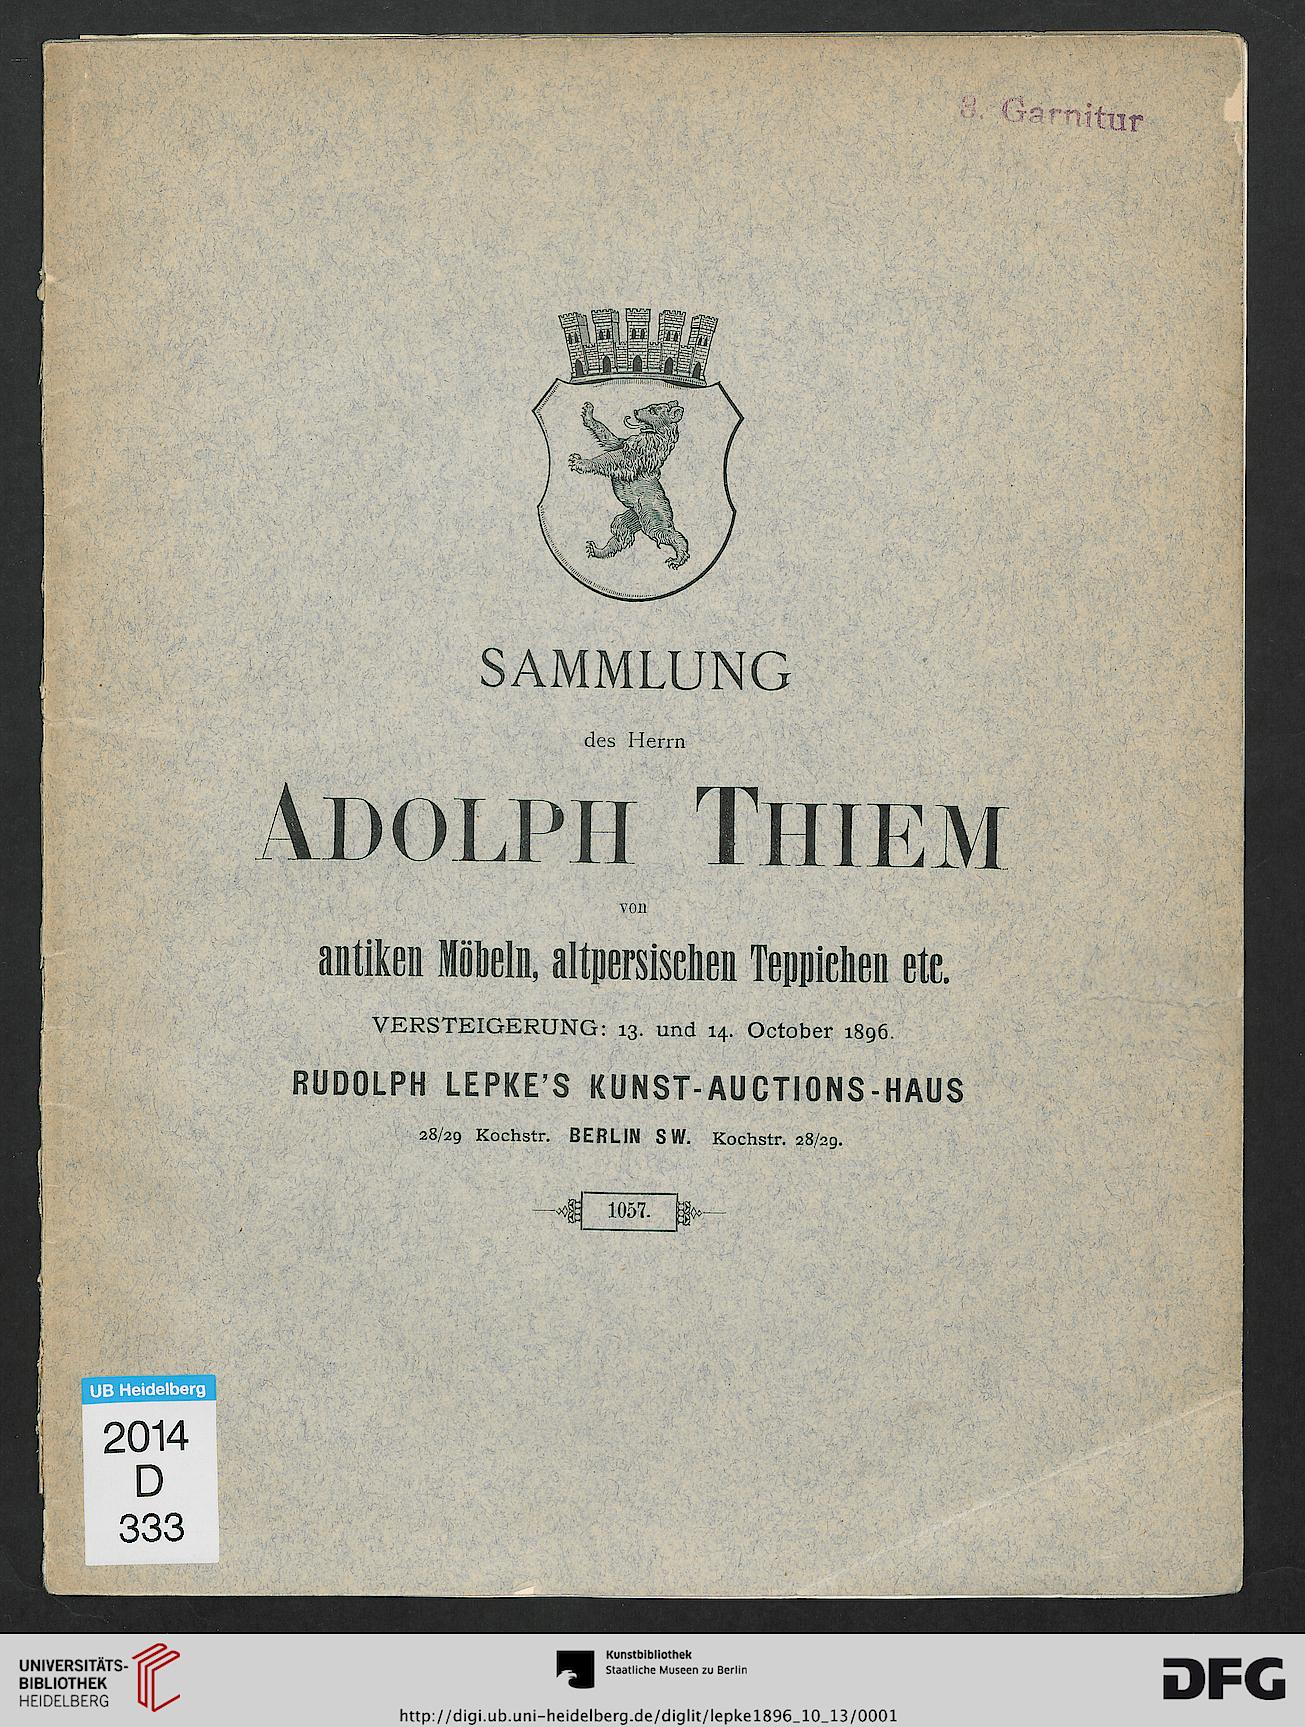 8. Garnitur
SAMMLUNG
des Herrn
ADOLPH THIEM
von
antiken Möbeln, altpersischen Teppichen etc.
VERSTEIGERUNG: 13. und 14. October 1896.
RUDOLPH LEPKE'S KUNST-AUCTIONS-HAUS
28/29 Kochstr. BERLIN SW. Kochstr. 28/29.
1057.
UB Heidelberg
2014
D
333
UNIVERSITÄTS-
BIBLIOTHEK
HEIDELBERG
Kunstbibliothek
Staatliche Museen zu Berlin
DFG
http://digi.ub.uni-heidelberg.de/diglit/lepke1896_10_13/0001